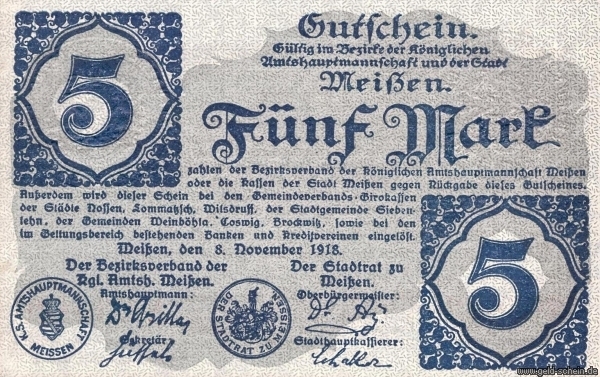 5
Gutschein.
Gültig im Bezirke der Königlichen
Amtshauptmannschaft und der Stadt
Meißen.
Fünf Mark
zahlen der Bezirksverband der Königlichen Amtshauptmannschaft Meißen
oder die Kassen der Stadt Meißen gegen Rückgabe dieses Gutscheines.
Außerdem wird dieser Schein bei den Gemeindeverbands-Girokassen
der Städte Nossen, Lommatzsch, Wilsdruff, der Stadtgemeinde Sieben-
lehn, der Gemeinden Weinböhla, Coswig, Brockwitz, sowie bei den
im Geltungsbereich bestehenden Banken und Kreditvereinen eingelöst.
Meißen, den 8. November 1918.
Der Bezirksverband der
Kgl. Amtsh. Meißen.
Amtshauptmann:
Sekretär
Der Stadtrat zu
Meißen.
Oberbürgermeister:
Stadthauptkassierer:
K.S. AMTSHAUPTMANNSCHAFT
MEISSEN
DER STADTRAT ZU MEISSEN
5
www.geld-schein.de